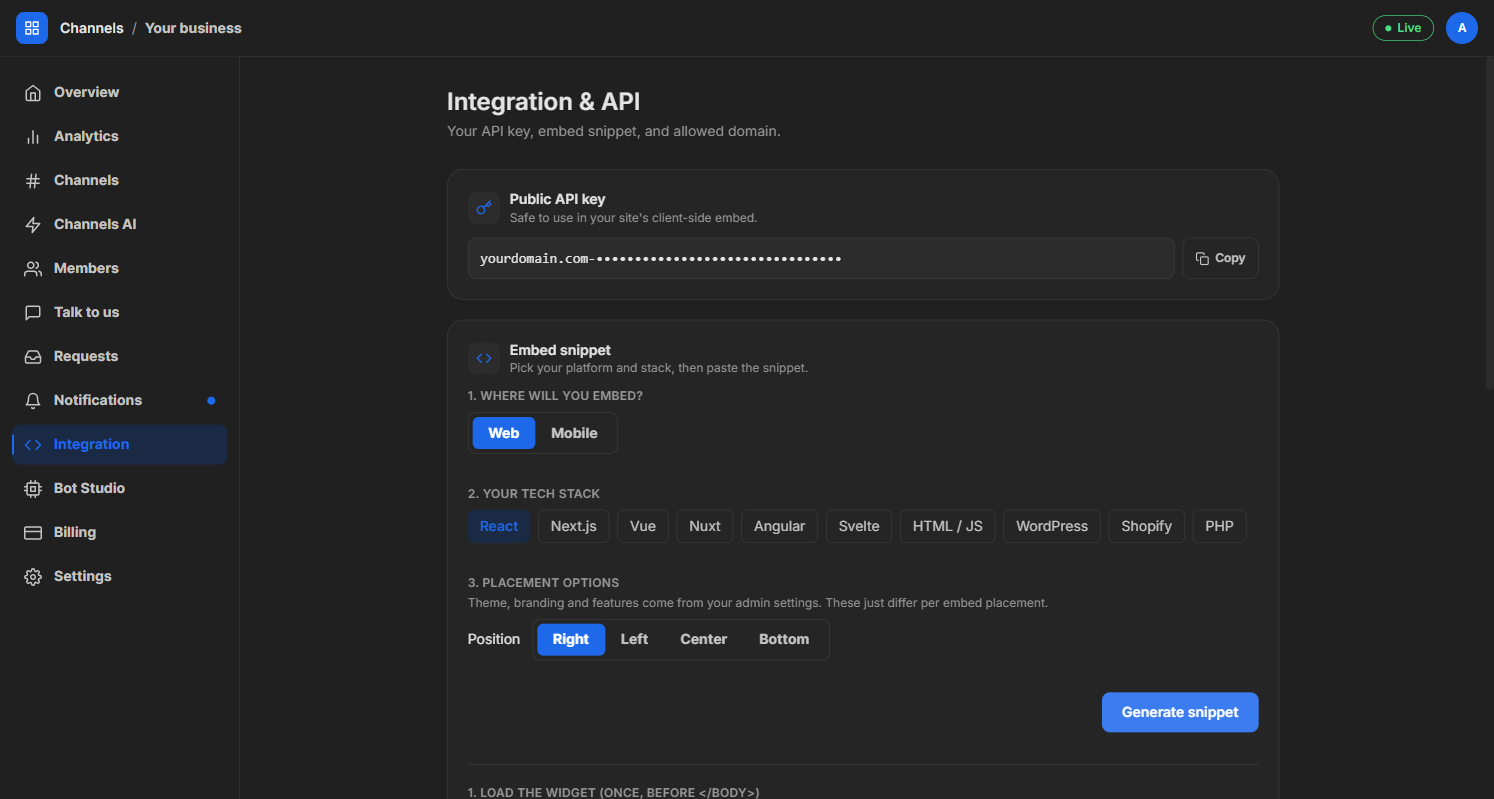 Channels / Your business
Live
A
Overview
Analytics
Channels
Channels AI
Members
Talk to us
Requests
Notifications
Integration
Bot Studio
Billing
Settings
Integration & API
Your API key, embed snippet, and allowed domain.
Public API key
Safe to use in your site's client-side embed.
yourdomain.com-••••••••••••••••••••••••••••••••
Copy
Embed snippet
Pick your platform and stack, then paste the snippet.
1. WHERE WILL YOU EMBED?
Web Mobile
2. YOUR TECH STACK
React Next.js Vue Nuxt Angular Svelte HTML / JS WordPress Shopify PHP
3. PLACEMENT OPTIONS
Theme, branding and features come from your admin settings. These just differ per embed placement.
Position Right Left Center Bottom
Generate snippet
1. LOAD THE WIDGET (ONCE, BEFORE </BODY>)